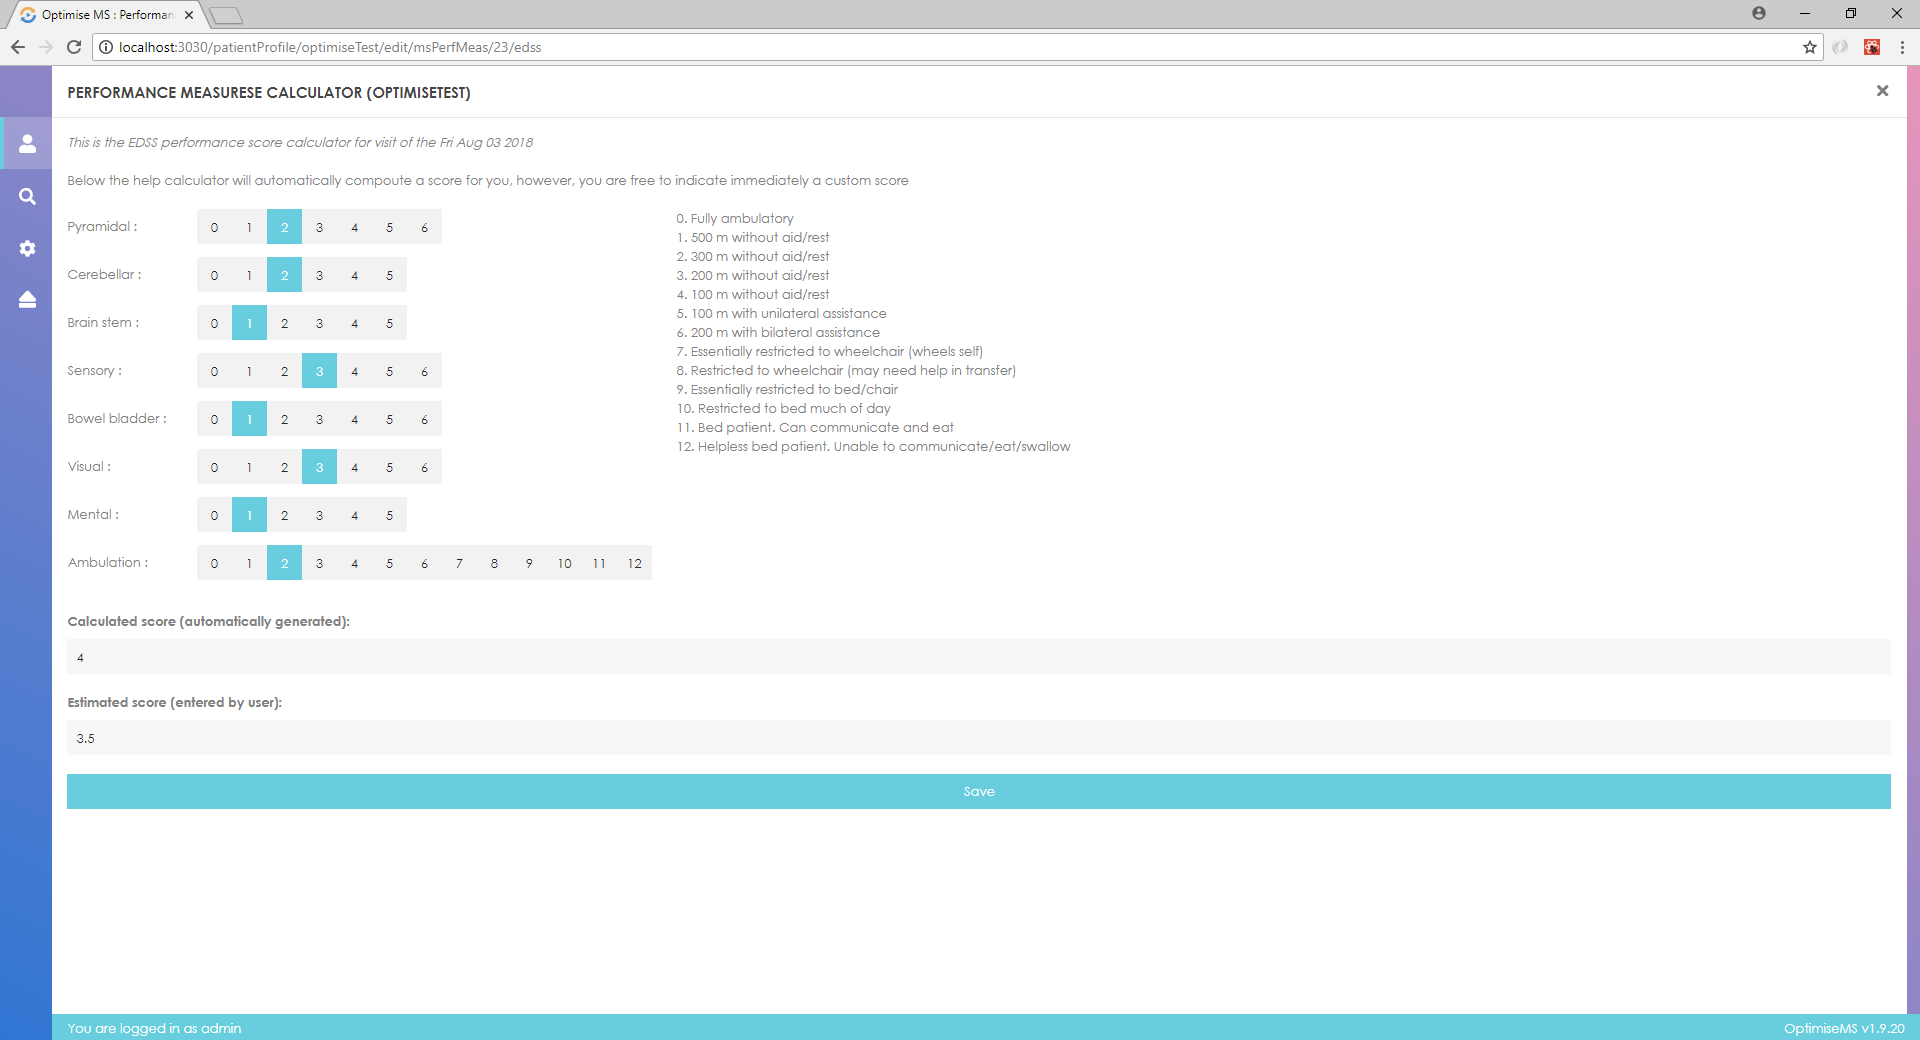 Optimise MS : Performan
localhost:3030/patientProfile/optimiseTest/edit/msPerfMeas/23/edss
PERFORMANCE MEASURESE CALCULATOR (OPTIMISETEST)
This is the EDSS performance score calculator for visit of the Fri Aug 03 2018
Below the help calculator will automatically compoute a score for you, however, you are free to indicate immediately a custom score
Pyramidal : 0 1 2 3 4 5 6
Cerebellar : 0 1 2 3 4 5
Brain stem : 0 1 2 3 4 5
Sensory : 0 1 2 3 4 5 6
Bowel bladder : 0 1 2 3 4 5 6
Visual : 0 1 2 3 4 5 6
Mental : 0 1 2 3 4 5
Ambulation : 0 1 2 3 4 5 6 7 8 9 10 11 12
0. Fully ambulatory
1. 500 m without aid/rest
2. 300 m without aid/rest
3. 200 m without aid/rest
4. 100 m without aid/rest
5. 100 m with unilateral assistance
6. 200 m with bilateral assistance
7. Essentially restricted to wheelchair (wheels self)
8. Restricted to wheelchair (may need help in transfer)
9. Essentially restricted to bed/chair
10. Restricted to bed much of day
11. Bed patient. Can communicate and eat
12. Helpless bed patient. Unable to communicate/eat/swallow
Calculated score (automatically generated):
4
Estimated score (entered by user):
3.5
Save
You are logged in as admin
OptimiseMS v1.9.20